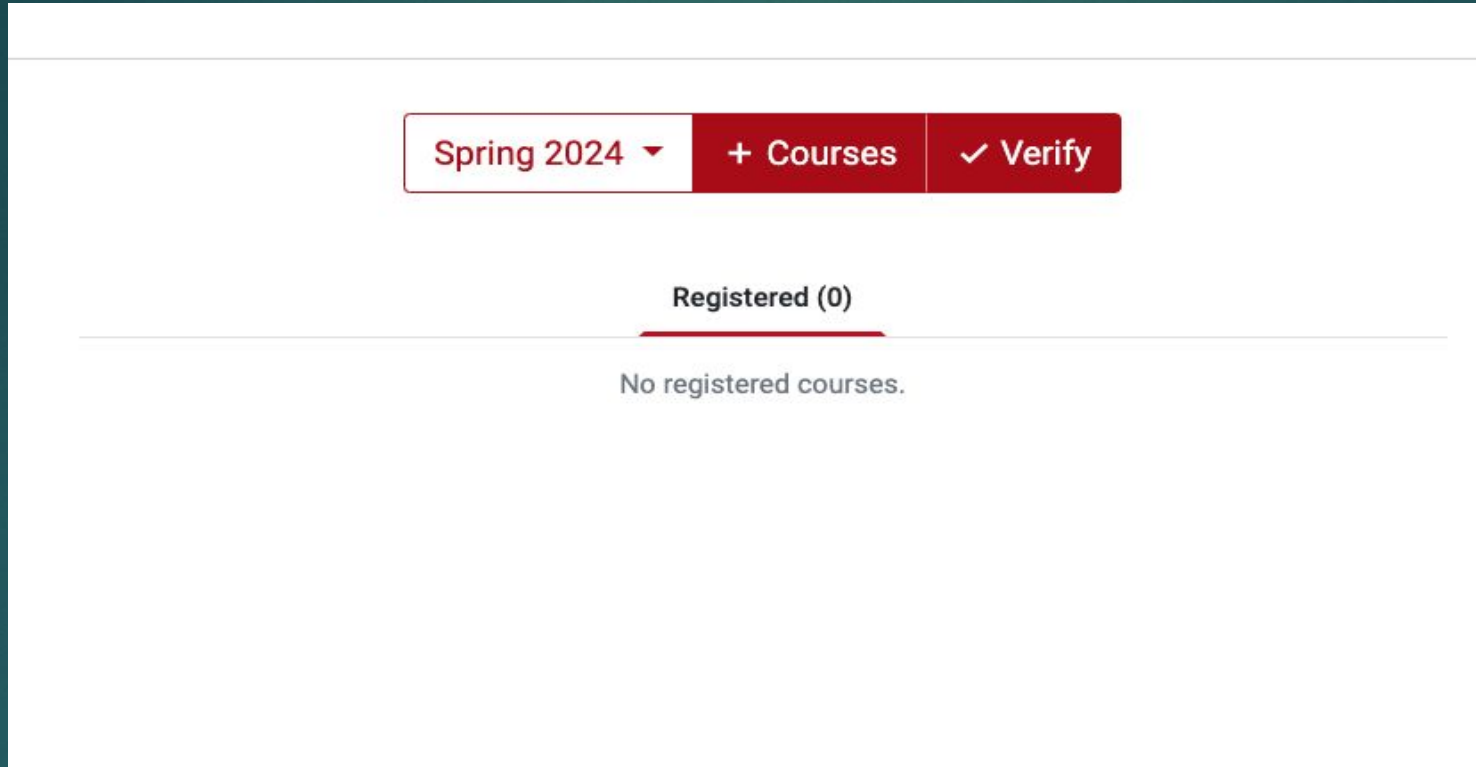 Spring 2024 + Courses Verify
Registered (0)
No registered courses.